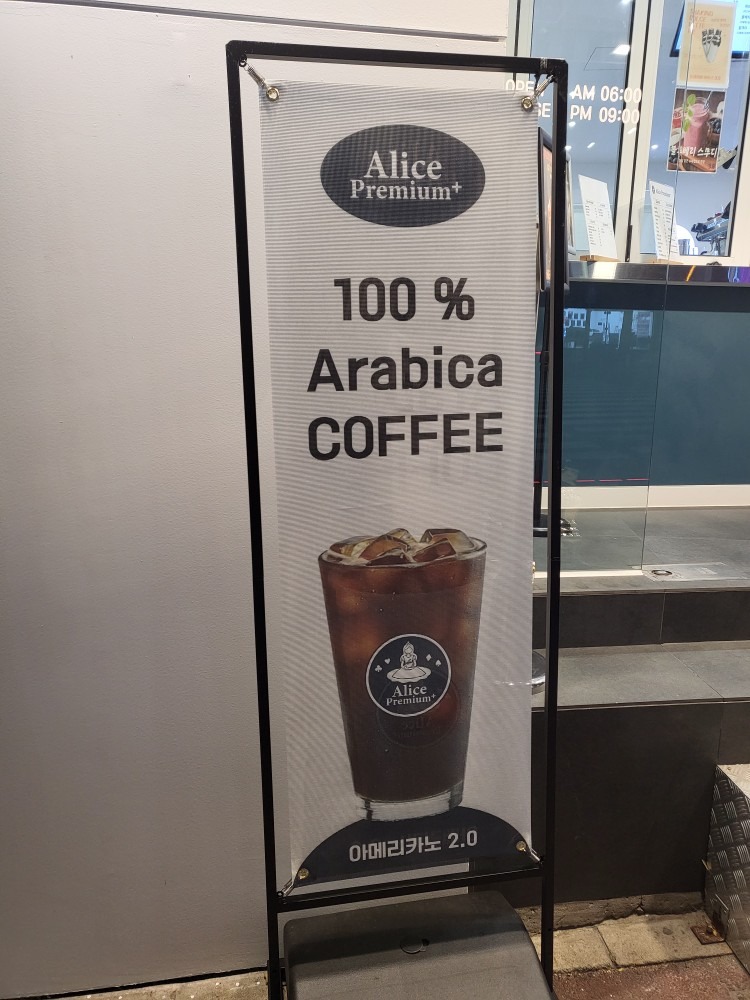 Alice
Premium+
100 %
Arabica
COFFEE
Alice
Premium+
아메리카노 2.0
AM 06:00
PM 09:00